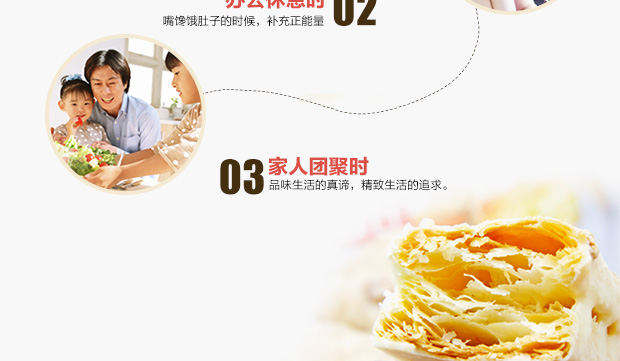 办公休息时
02
嘴馋饿肚子的时候，补充正能量
03
家人团聚时
品味生活的真谛，精致生活的追求。